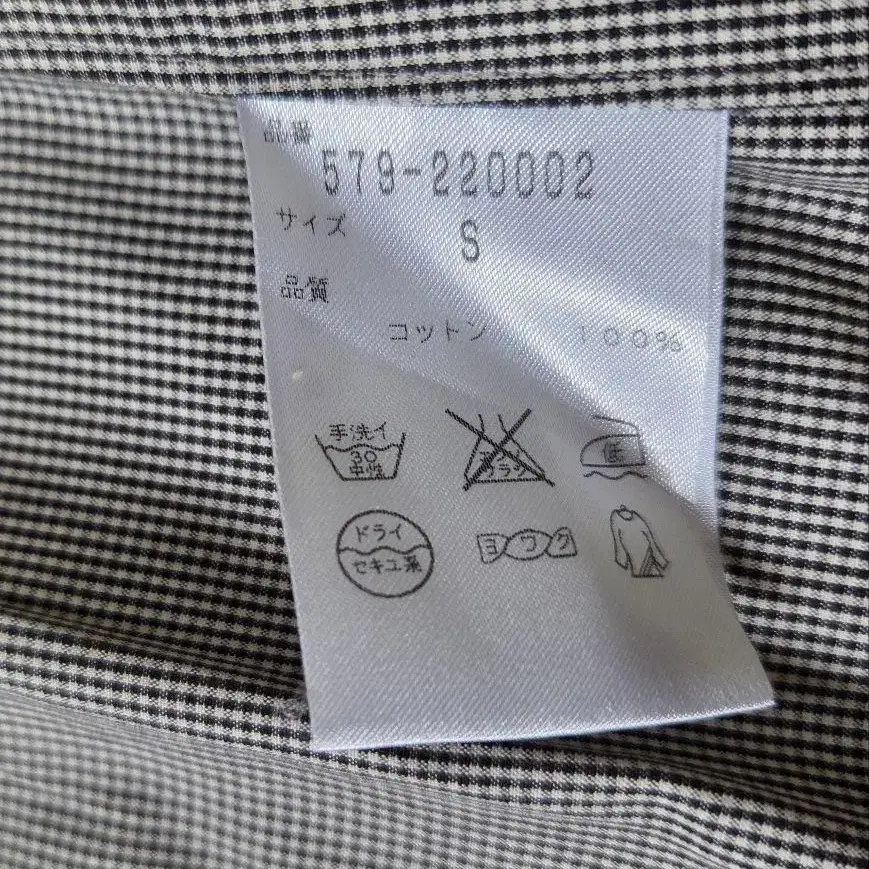 品番
579-220002
サイズ
S
品質
コットン 100%
手洗イ
30
中性
ドライ
セキユ系
ヨワク